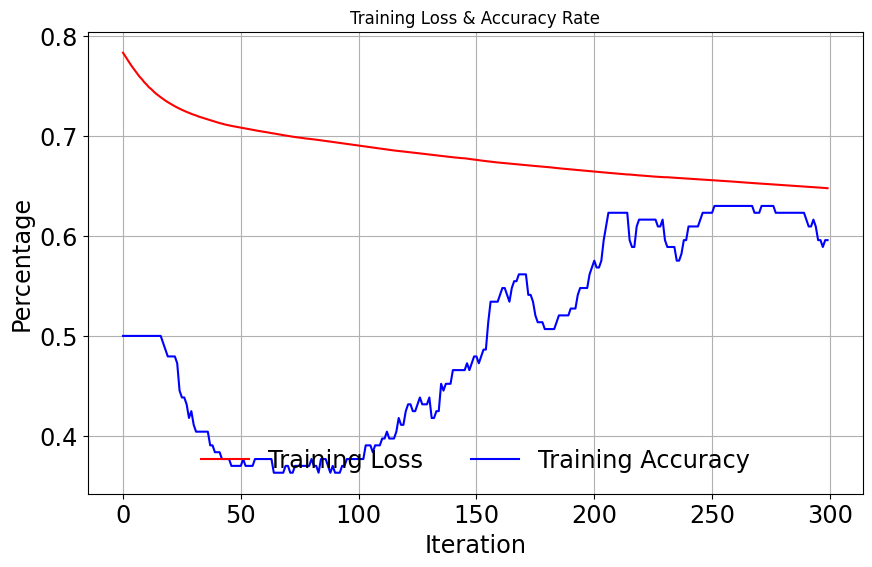 Training Loss & Accuracy Rate
Percentage
0.8
0.7
0.6
0.5
0.4
Training Loss
Training Accuracy
0 50 100 150 200 250 300
Iteration